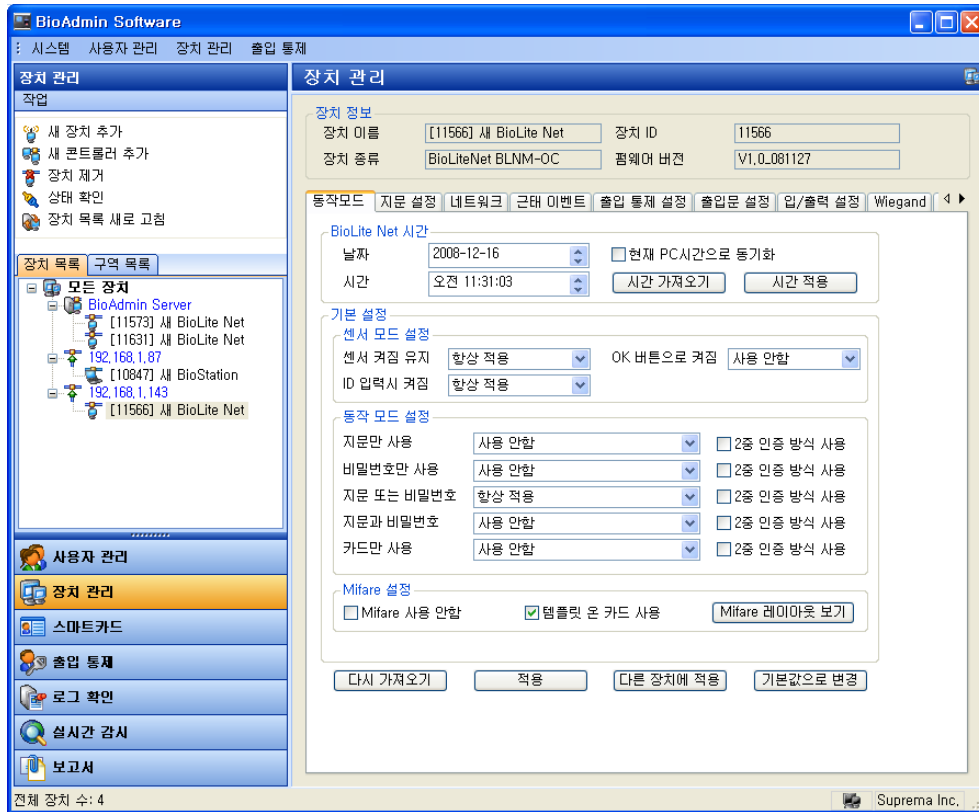 BioAdmin Software
시스템 사용자 관리 장치 관리 출입 통제
장치 관리
작업
새 장치 추가
새 콘트롤러 추가
장치 제거
상태 확인
장치 목록 새로 고침
장치 목록 구역 목록
모든 장치
BioAdmin Server
[11573] 새 BioLite Net
[11631] 새 BioLite Net
192,168,1,87
[10847] 새 BioStation
192,168,1,143
[11566] 새 BioLite Net
사용자 관리
장치 관리
스마트카드
출입 통제
로그 확인
실시간 감시
보고서
장치 관리
장치 정보
장치 이름 [11566] 새 BioLite Net 장치 ID 11566
장치 종류 BioLiteNet BLNM-OC 펌웨어 버전 V1,0_081127
동작모드 지문 설정 네트워크 근태 이벤트 출입 통제 설정 출입문 설정 입/출력 설정 Wiegand
BioLite Net 시간
날짜 2008-12-16 현재 PC시간으로 동기화
시간 오전 11:31:03 시간 가져오기 시간 적용
기본 설정
센서 모드 설정
센서 켜짐 유지 항상 적용 OK 버튼으로 켜짐 사용 안함
ID 입력시 켜짐 항상 적용
동작 모드 설정
지문만 사용 사용 안함 2중 인증 방식 사용
비밀번호만 사용 사용 안함 2중 인증 방식 사용
지문 또는 비밀번호 항상 적용 2중 인증 방식 사용
지문과 비밀번호 사용 안함 2중 인증 방식 사용
카드만 사용 사용 안함 2중 인증 방식 사용
Mifare 설정
Mifare 사용 안함 템플릿 온 카드 사용 Mifare 레이아웃 보기
다시 가져오기 적용 다른 장치에 적용 기본값으로 변경
전체 장치 수: 4 Suprema Inc,